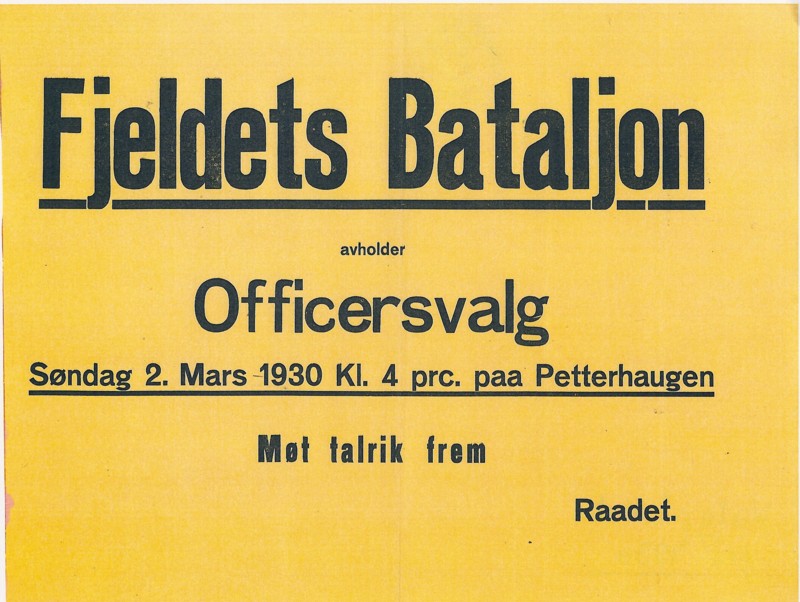 Fjeldets Bataljon
avholder
Officersvalg
Søndag 2. Mars 1930 Kl. 4 prc. paa Petterhaugen
Møt talrik frem
Raadet.